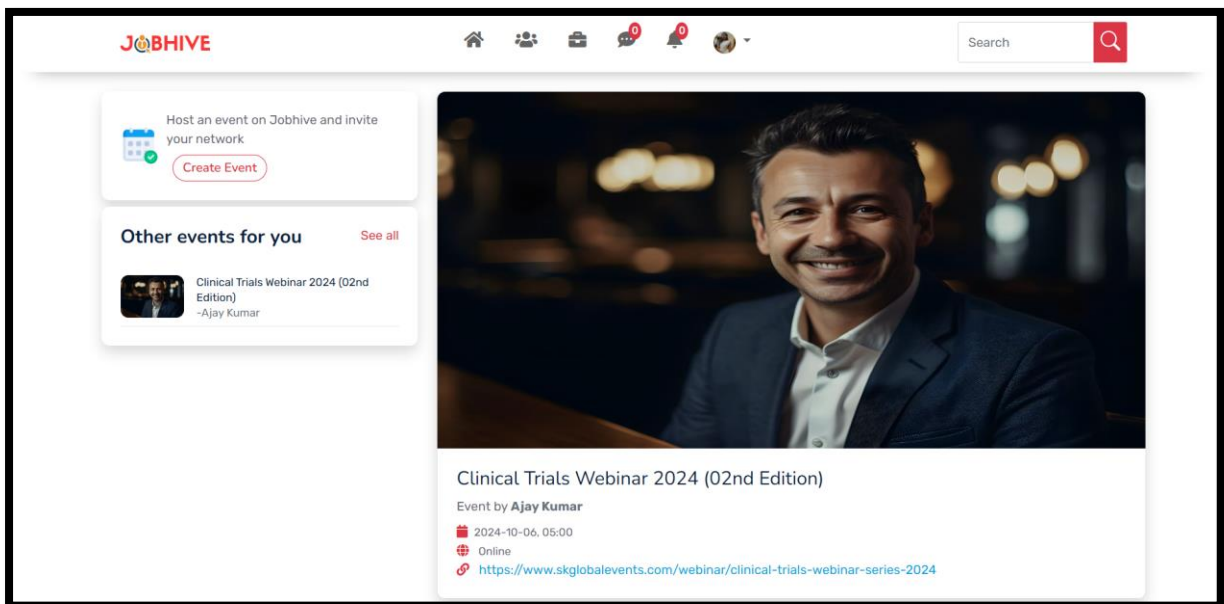 JOBHIVE
0
0
Search
Host an event on Jobhive and invite
your network
Create Event
Other events for you
See all
Clinical Trials Webinar 2024 (02nd
Edition)
-Ajay Kumar
Clinical Trials Webinar 2024 (02nd Edition)
Event by Ajay Kumar
2024-10-06, 05:00
Online
https://www.skglobalevents.com/webinar/clinical-trials-webinar-series-2024